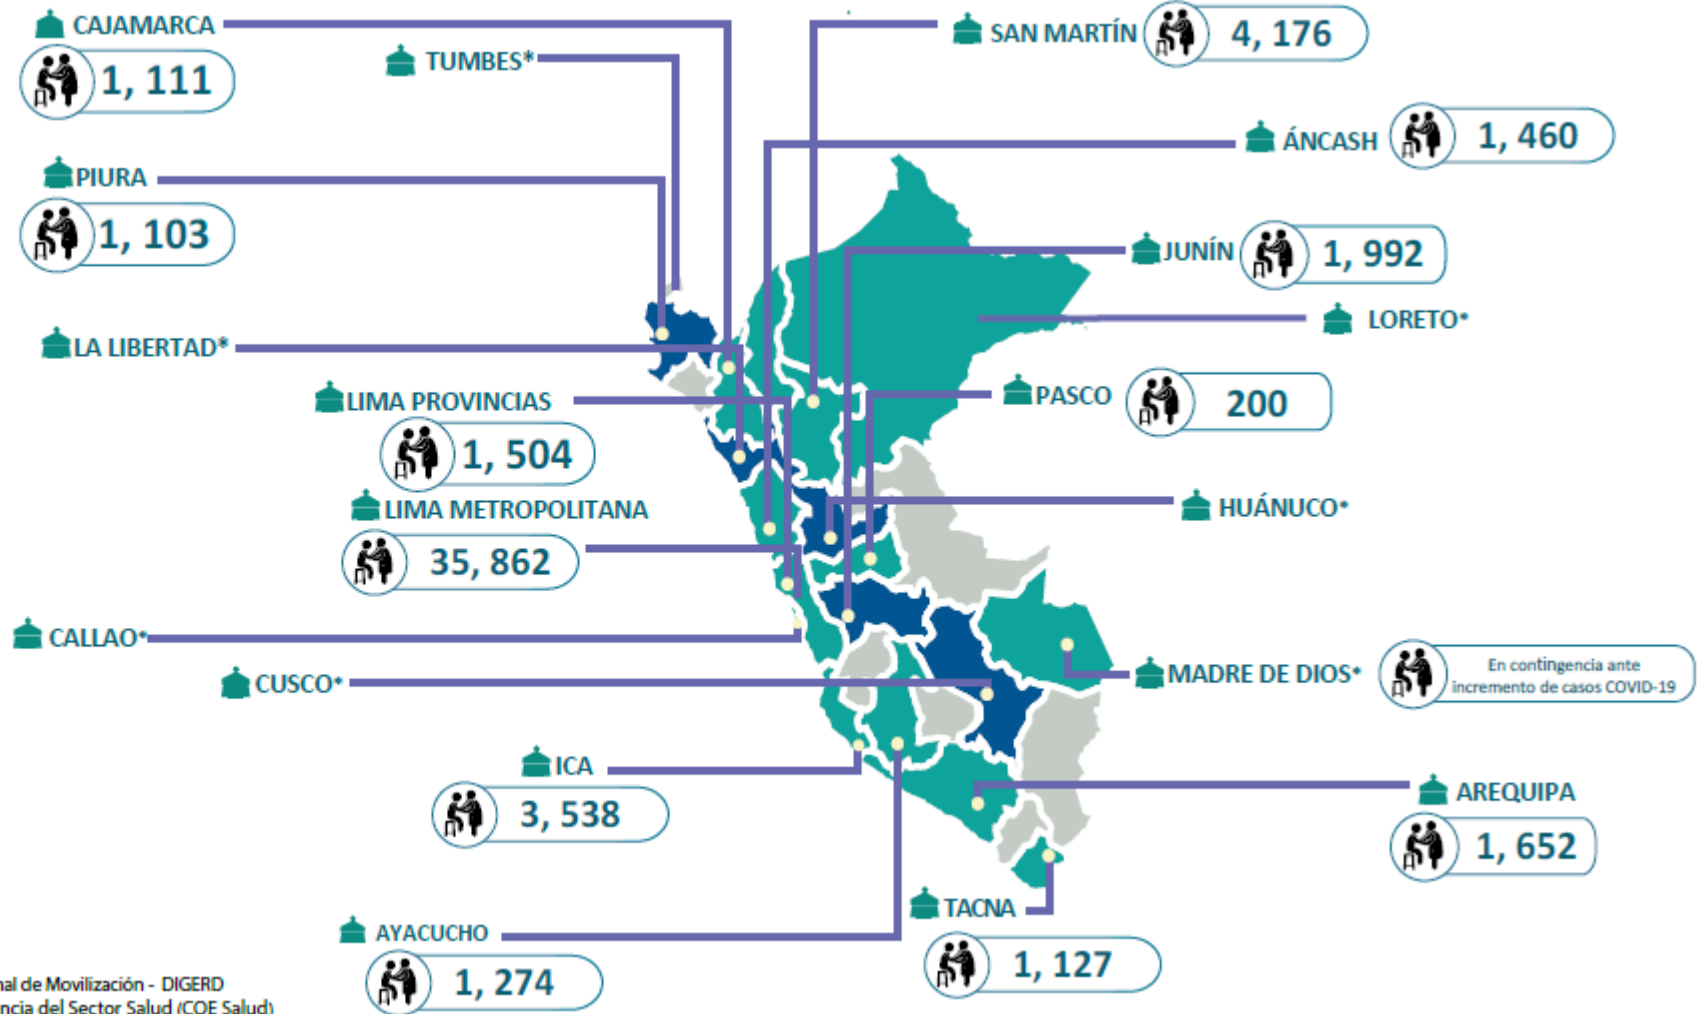 CAJAMARCA
1, 111
TUMBES*
SAN MARTÍN
4, 176
ÁNCASH
1, 460
PIURA
1, 103
JUNÍN
1, 992
LORETO*
LA LIBERTAD*
LIMA PROVINCIAS
1, 504
PASCO
200
LIMA METROPOLITANA
35, 862
HUÁNUCO*
CALLAO*
CUSCO*
MADRE DE DIOS*
En contingencia ante
incremento de casos COVID-19
ICA
3, 538
AREQUIPA
1, 652
TACNA
1, 127
AYACUCHO
1, 274
nal de Movilización - DIGERD
ncia del Sector Salud (COE Salud)